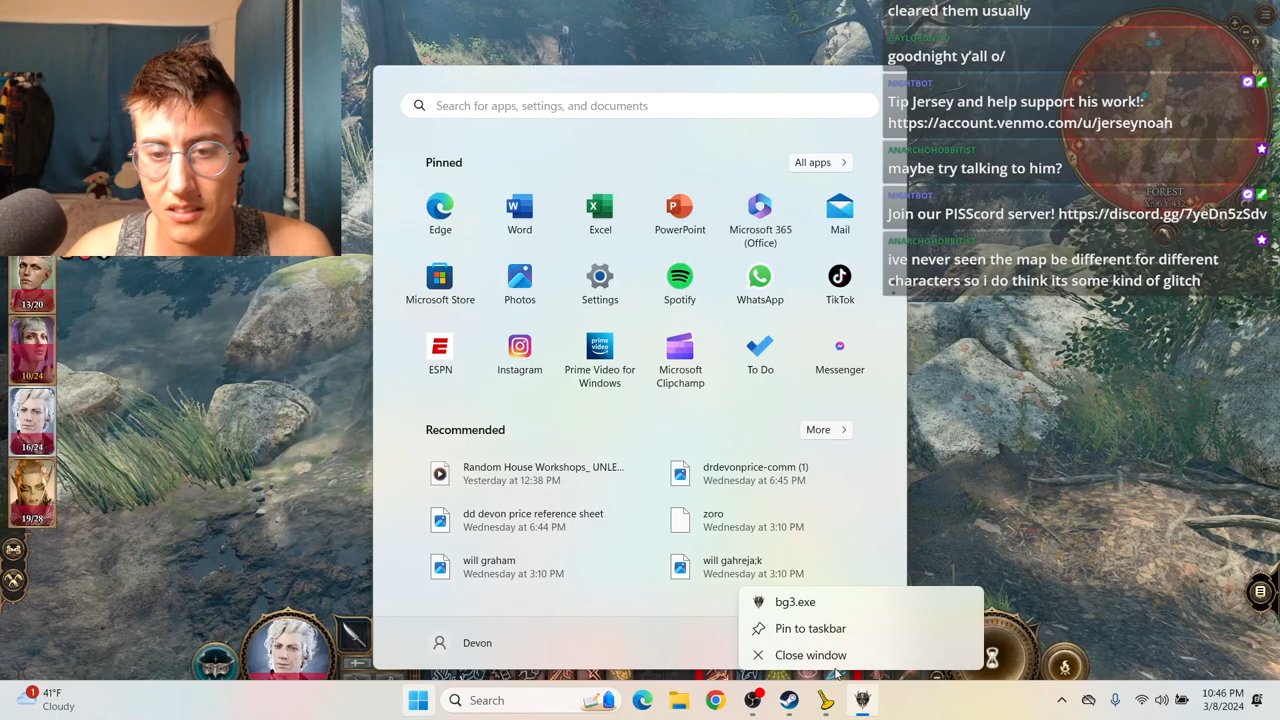 cleared them usually
goodnight y'all o/
NIGHTBOT
Tip Jersey and help support his work!:
https://account.venmo.com/u/jerseynoah
ANARCHOHOBBITIST
maybe try talking to him?
NIGHTBOT
Join our PISScord server! https://discord.gg/7yeDn5zSdv
ANARCHOHOBBITIST
ive never seen the map be different for different
characters so i do think its some kind of glitch
FOREST
X:96 Y:432
Search for apps, settings, and documents
Pinned
All apps
Edge
Word
Excel
PowerPoint
Microsoft 365
(Office)
Mail
Microsoft Store
Photos
Settings
Spotify
WhatsApp
TikTok
ESPN
Instagram
Prime Video for
Windows
Microsoft
Clipchamp
To Do
Messenger
Recommended
More
Random House Workshops_ UNLE...
Yesterday at 12:38 PM
drdevonprice-comm (1)
Wednesday at 6:45 PM
dd devon price reference sheet
Wednesday at 6:44 PM
zoro
Wednesday at 3:10 PM
will graham
Wednesday at 3:10 PM
will gahreja;k
Wednesday at 3:10 PM
Devon
bg3.exe
Pin to taskbar
Close window
13/20
10/24
16/24
19/28
1
41°F
Cloudy
Search
10:46 PM
3/8/2024